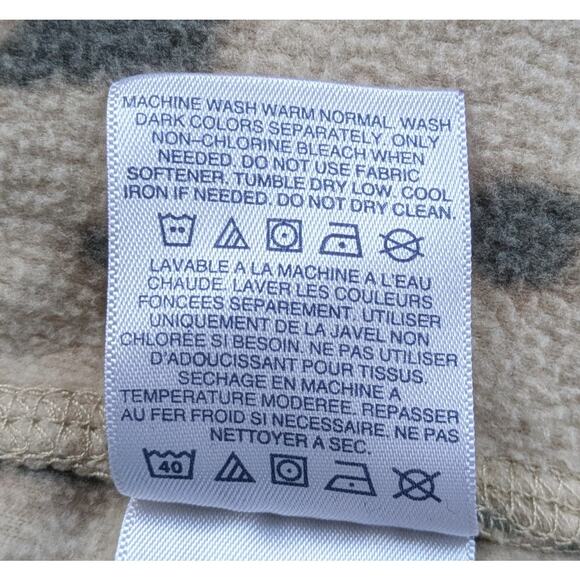 MACHINE WASH WARM NORMAL. WASH
DARK COLORS SEPARATELY. ONLY
NON-CHLORINE BLEACH WHEN
NEEDED. DO NOT USE FABRIC
SOFTENER. TUMBLE DRY LOW. COOL
IRON IF NEEDED. DO NOT DRY CLEAN.
LAVABLE A LA MACHINE A L'EAU
CHAUDE. LAVER LES COULEURS
FONCEES SEPAREMENT. UTILISER
UNIQUEMENT DE LA JAVEL NON
CHLORÉE SI BESOIN. NE PAS UTILISER
D'ADOUCISSANT POUR TISSUS.
SECHAGE EN MACHINE A
TEMPERATURE MODEREE. REPASSER
AU FER FROID SI NECESSAIRE. NE PAS
NETTOYER A SEC.
40